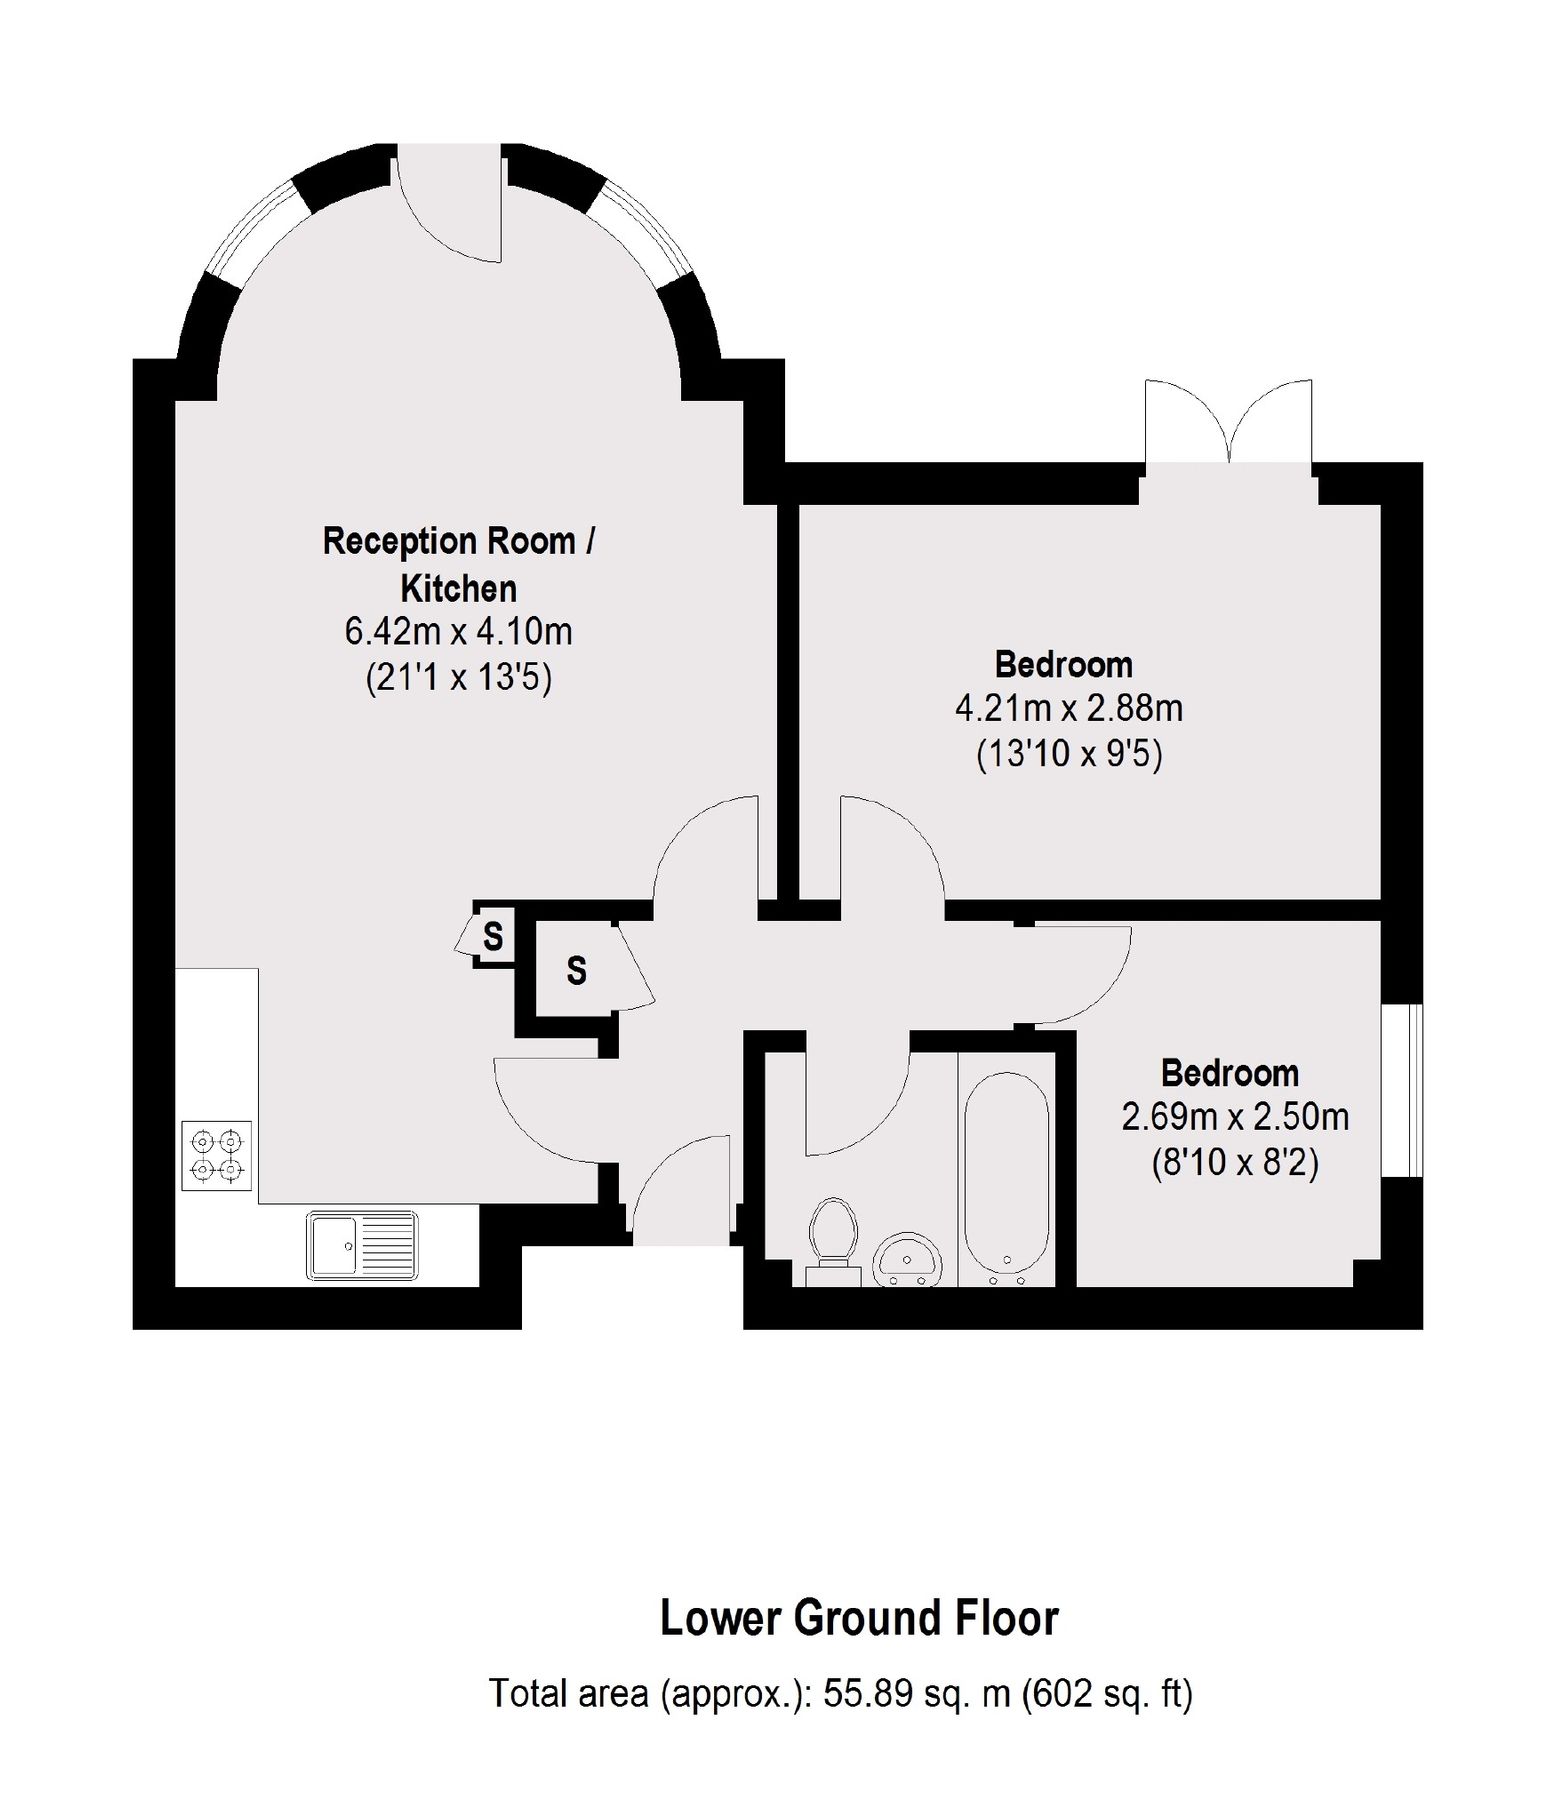 Reception Room /
Kitchen
6.42m x 4.10m
(21'1 x 13'5)
Bedroom
4.21m x 2.88m
(13'10 x 9'5)
S
S
Bedroom
2.69m x 2.50m
(8'10 x 8'2)
Lower Ground Floor
Total area (approx.): 55.89 sq. m (602 sq. ft)